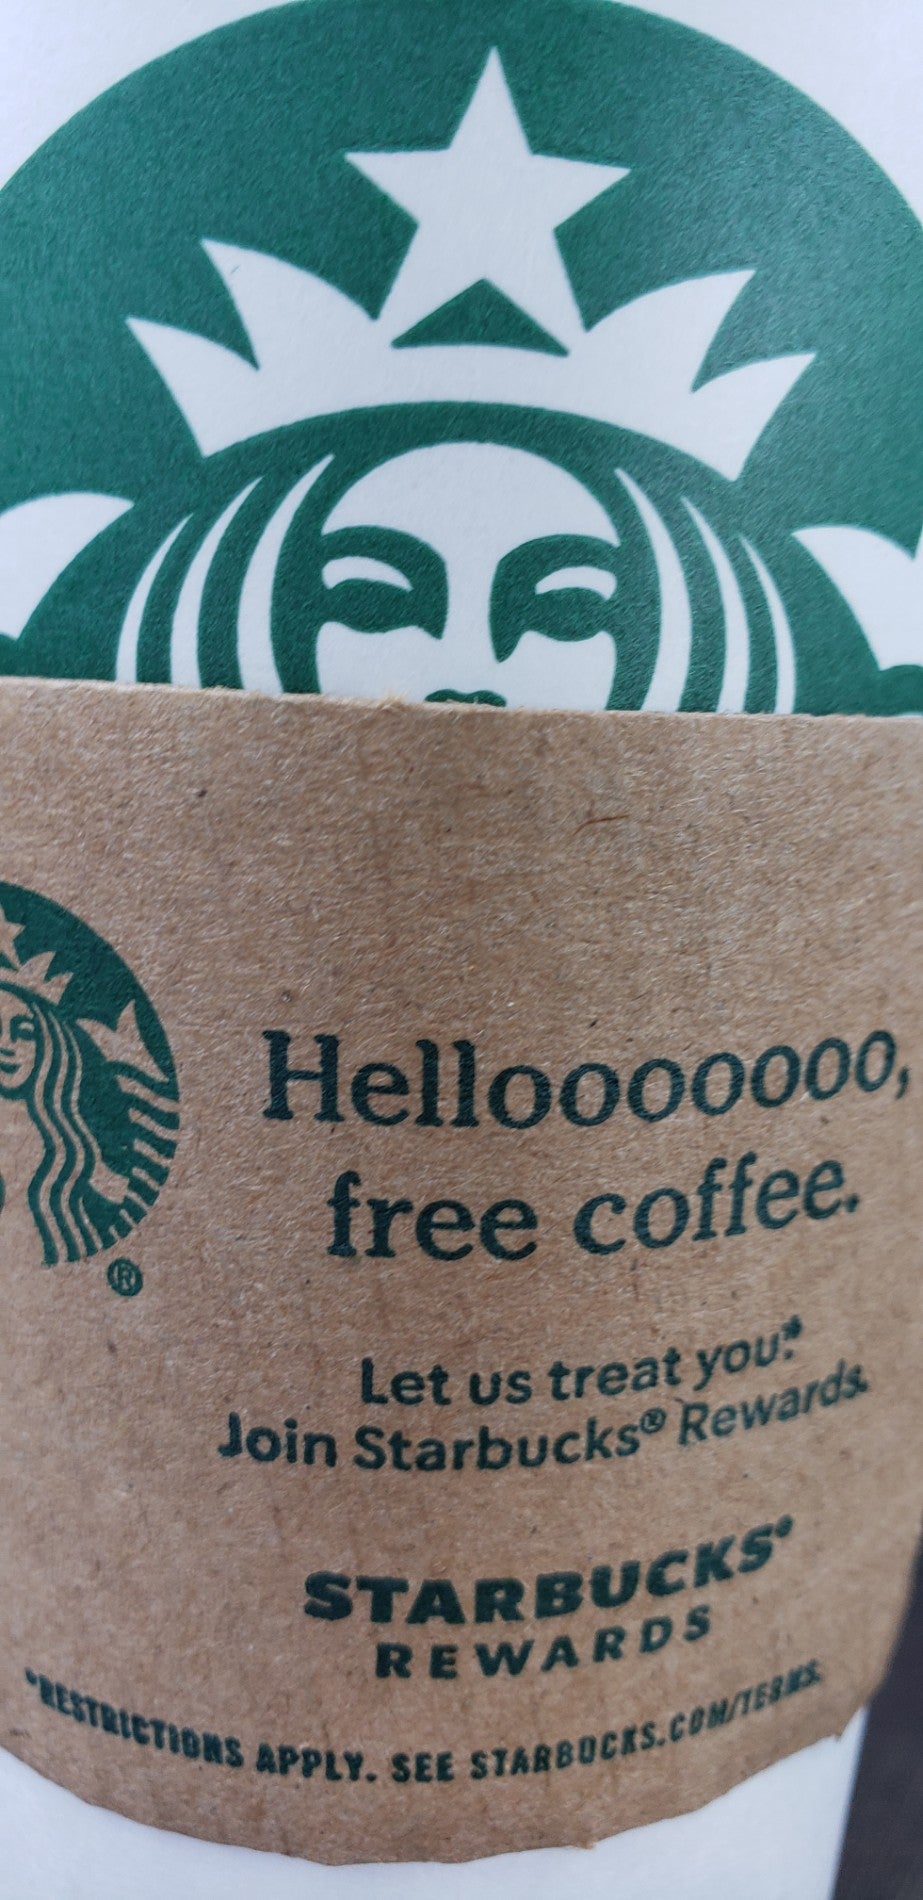 Hellooooooo,
free coffee.
Let us treat you.*
Join Starbucks® Rewards.
STARBUCKS®
REWARDS
*RESTRICTIONS APPLY. SEE STARBUCKS.COM/TERMS.
®